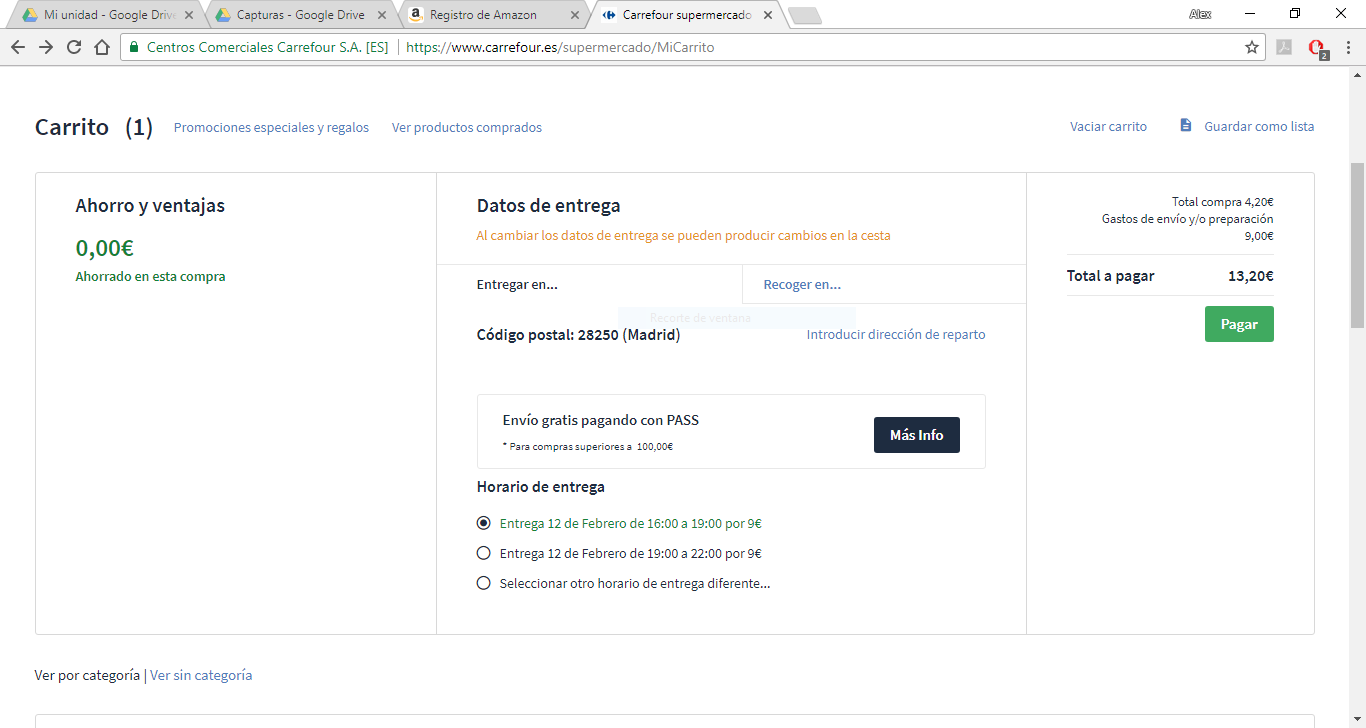 Mi unidad - Google Drive
Capturas - Google Drive
Registro de Amazon
Carrefour supermercado
Alex
Centros Comerciales Carrefour S.A. [ES]
https://www.carrefour.es/supermercado/MiCarrito
2
Carrito (1)
Promociones especiales y regalos
Ver productos comprados
Vaciar carrito
Guardar como lista
Ahorro y ventajas
0,00€
Ahorrado en esta compra
Datos de entrega
Al cambiar los datos de entrega se pueden producir cambios en la cesta
Entregar en...
Recoger en...
Recorte de ventana
Código postal: 28250 (Madrid)
Introducir dirección de reparto
Envío gratis pagando con PASS
* Para compras superiores a 100,00€
Más Info
Horario de entrega
Entrega 12 de Febrero de 16:00 a 19:00 por 9€
Entrega 12 de Febrero de 19:00 a 22:00 por 9€
Seleccionar otro horario de entrega diferente...
Total compra 4,20€
Gastos de envío y/o preparación
9,00€
Total a pagar 13,20€
Pagar
Ver por categoría | Ver sin categoría